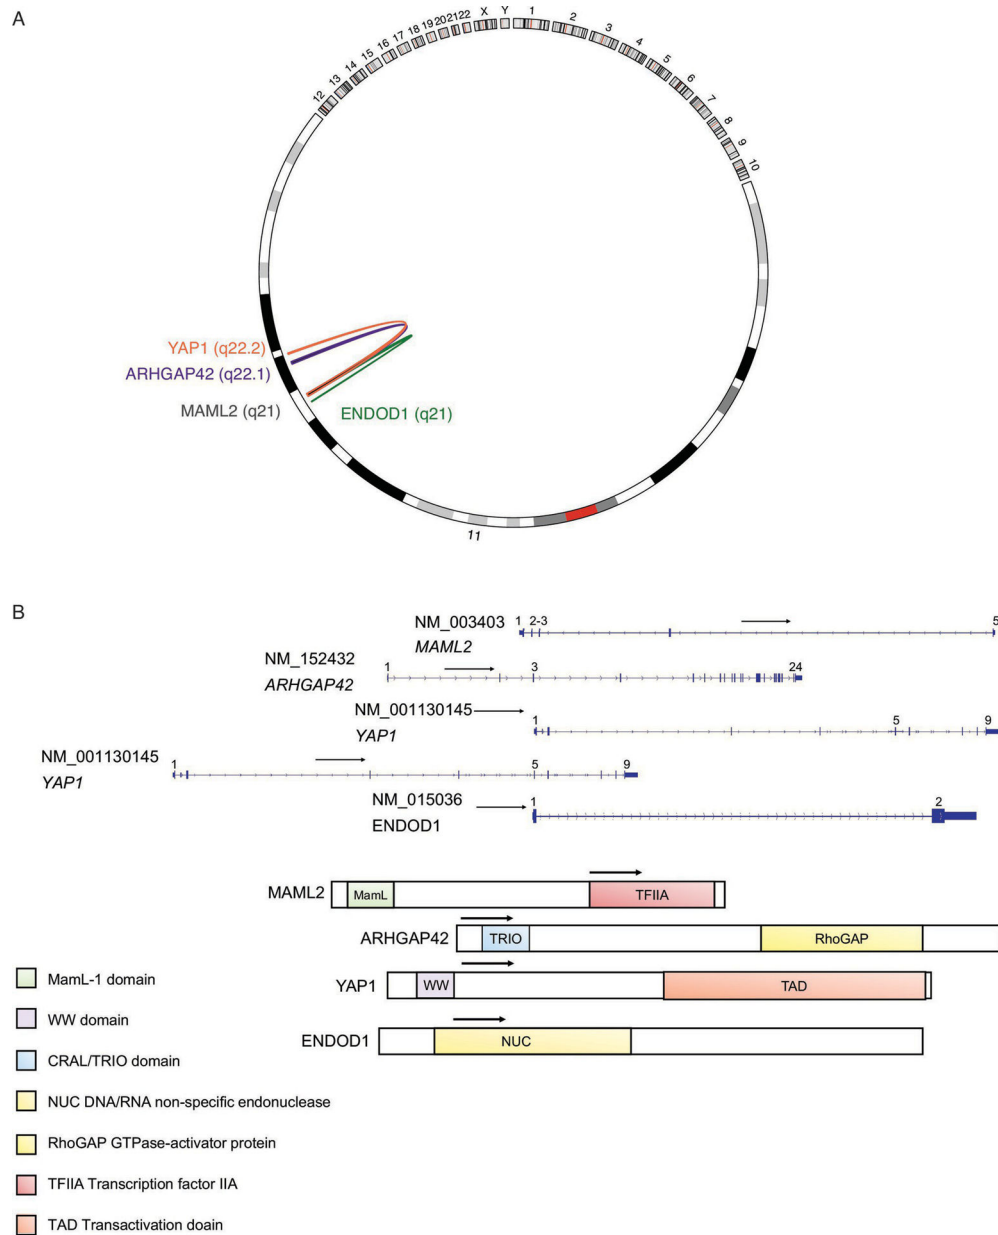 A
12 13 14 15 16 17 18 19 20 21 22 X Y 1 2 3 4 5 6 7 8 9 10
YAP1 (q22.2)
ARHGAP42 (q22.1)
MAML2 (q21)
ENDOD1 (q21)
11
B
NM_003403
MAML2
1 2-3 5
NM_152432
ARHGAP42
1 3 24
NM_001130145
YAP1
1 5 9
NM_001130145
YAP1
1 5 9
NM_015036
ENDOD1
1 2
MAML2 MamL TFIIA
ARHGAP42 TRIO RhoGAP
YAP1 WW TAD
ENDOD1 NUC
MamL-1 domain
WW domain
CRAL/TRIO domain
NUC DNA/RNA non-specific endonuclease
RhoGAP GTPase-activator protein
TFIIA Transcription factor IIA
TAD Transactivation doain